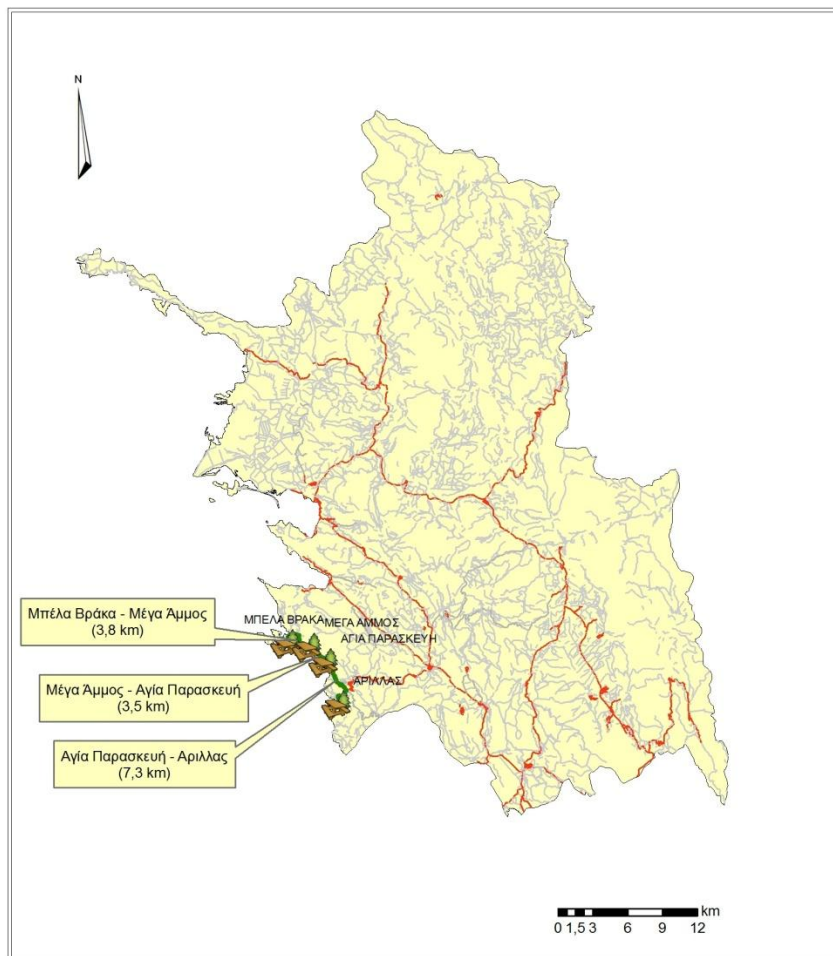 N
ΜΠΕΛΑ ΒΡΑΚΑ
ΜΕΓΑ ΑΜΜΟΣ
ΑΓΙΑ ΠΑΡΑΣΚΕΥΗ
ΑΡΙΛΛΑΣ
Μπέλα Βράκα - Μέγα Άμμος
(3,8 km)
Μέγα Άμμος - Αγία Παρασκευή
(3,5 km)
Αγία Παρασκευή - Αριλλας
(7,3 km)
km
0 1,5 3 6 9 12